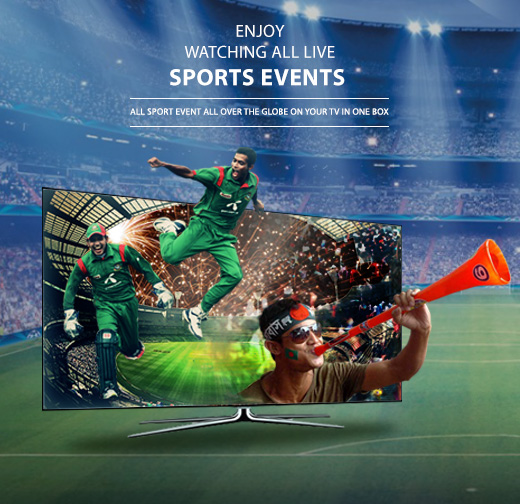 ENJOY
WATCHING ALL LIVE
SPORTS EVENTS
ALL SPORT EVENT ALL OVER THE GLOBE ON YOUR TV IN ONE BOX